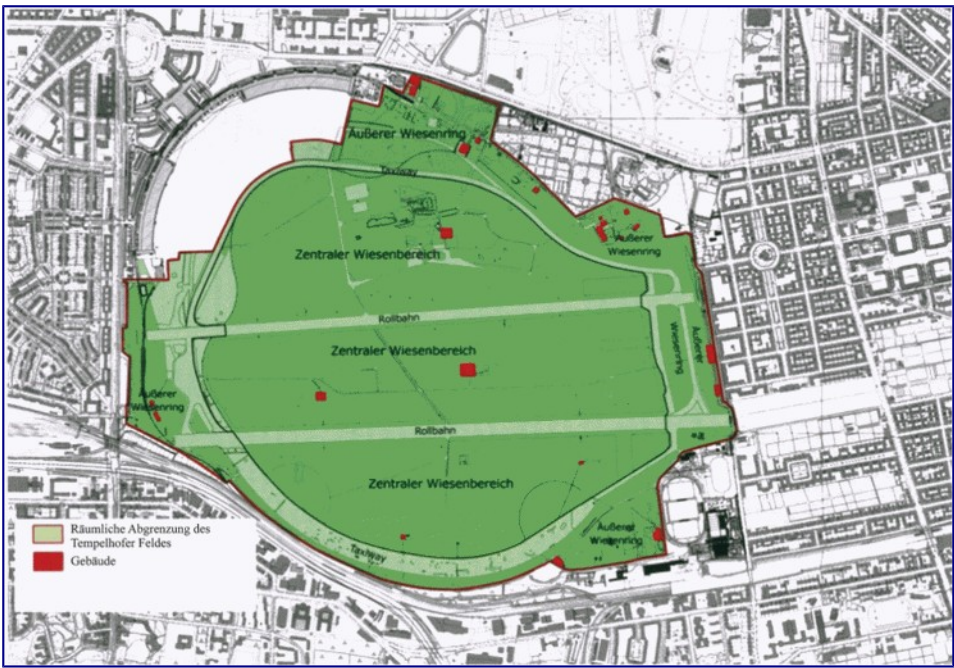 Äußerer Wiesenring
Taxiway
Äußerer
Wiesenring
Zentraler Wiesenbereich
Rollbahn
Zentraler Wiesenbereich
Äußerer
Wiesenring
Äußerer
Wiesenring
Rollbahn
Zentraler Wiesenbereich
Äußerer
Wiesenring
Taxiway
Räumliche Abgrenzung des
Tempelhofer Feldes
Gebäude